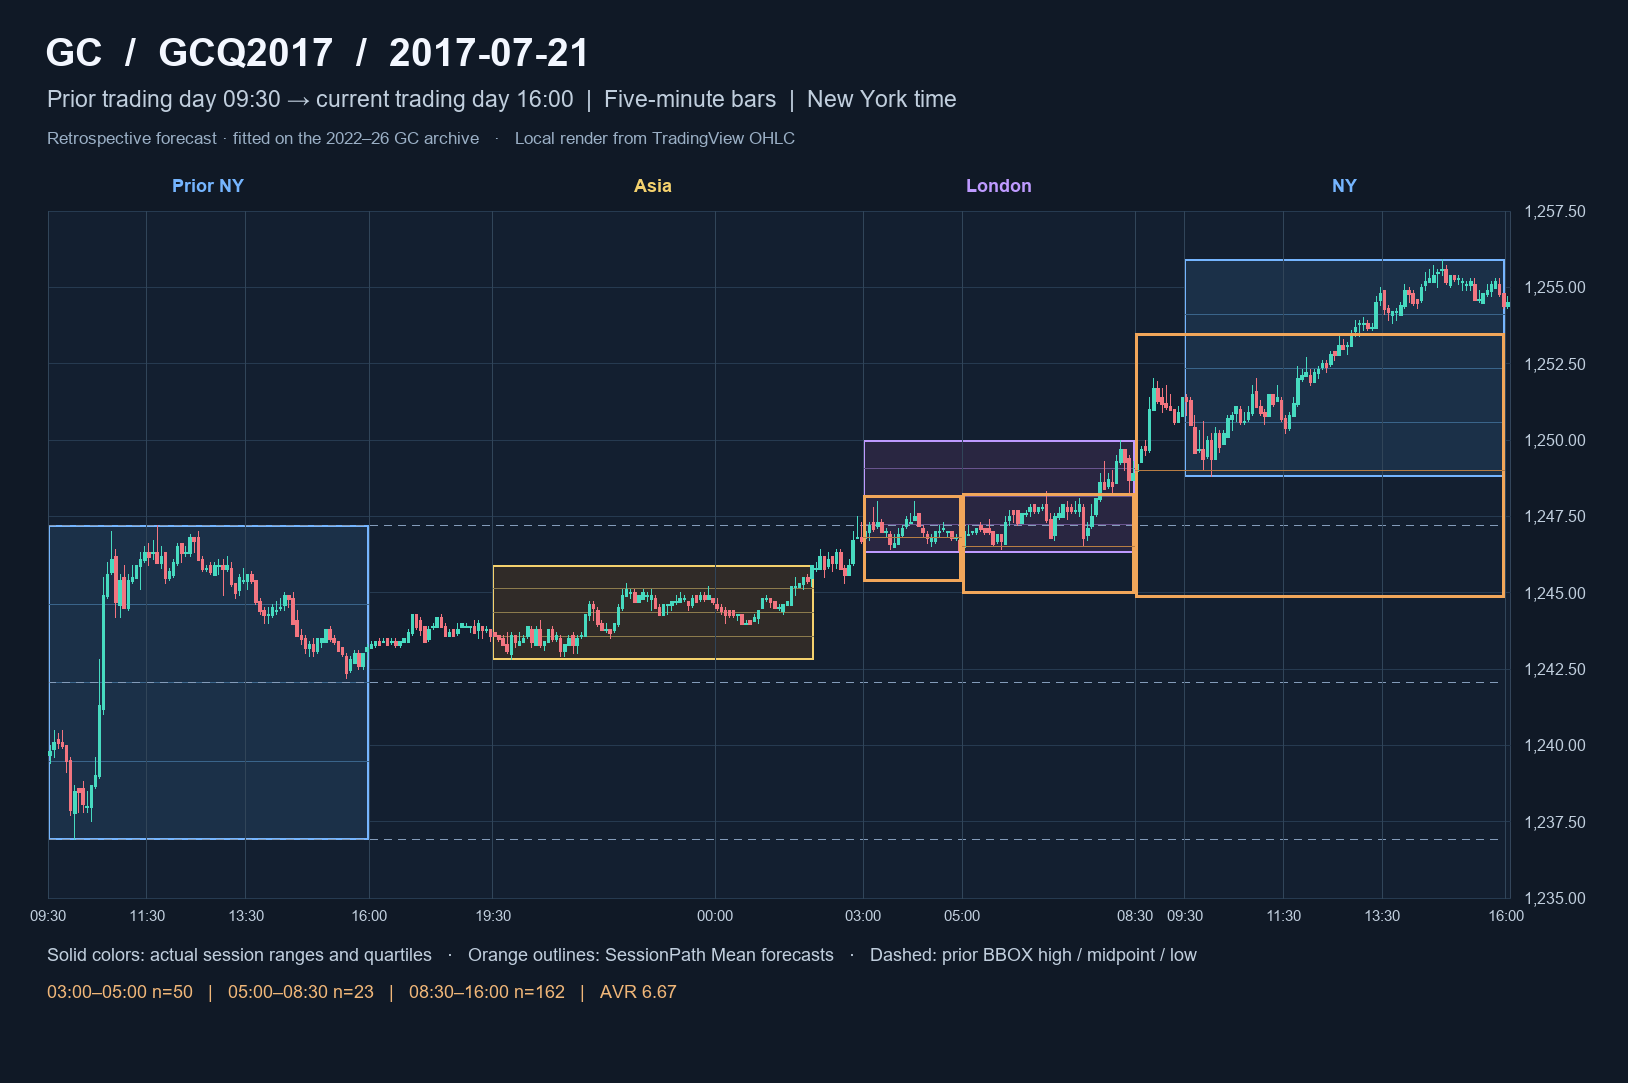 GC / GCQ2017 / 2017-07-21
Prior trading day 09:30 → current trading day 16:00 | Five-minute bars | New York time
Retrospective forecast · fitted on the 2022–26 GC archive · Local render from TradingView OHLC
Prior NY Asia London NY
1,257.50
1,255.00
1,252.50
1,250.00
1,247.50
1,245.00
1,242.50
1,240.00
1,237.50
1,235.00
09:30 11:30 13:30 16:00 19:30 00:00 03:00 05:00 08:30 09:30 11:30 13:30 16:00
Solid colors: actual session ranges and quartiles · Orange outlines: SessionPath Mean forecasts · Dashed: prior BBOX high / midpoint / low
03:00–05:00 n=50 | 05:00–08:30 n=23 | 08:30–16:00 n=162 | AVR 6.67